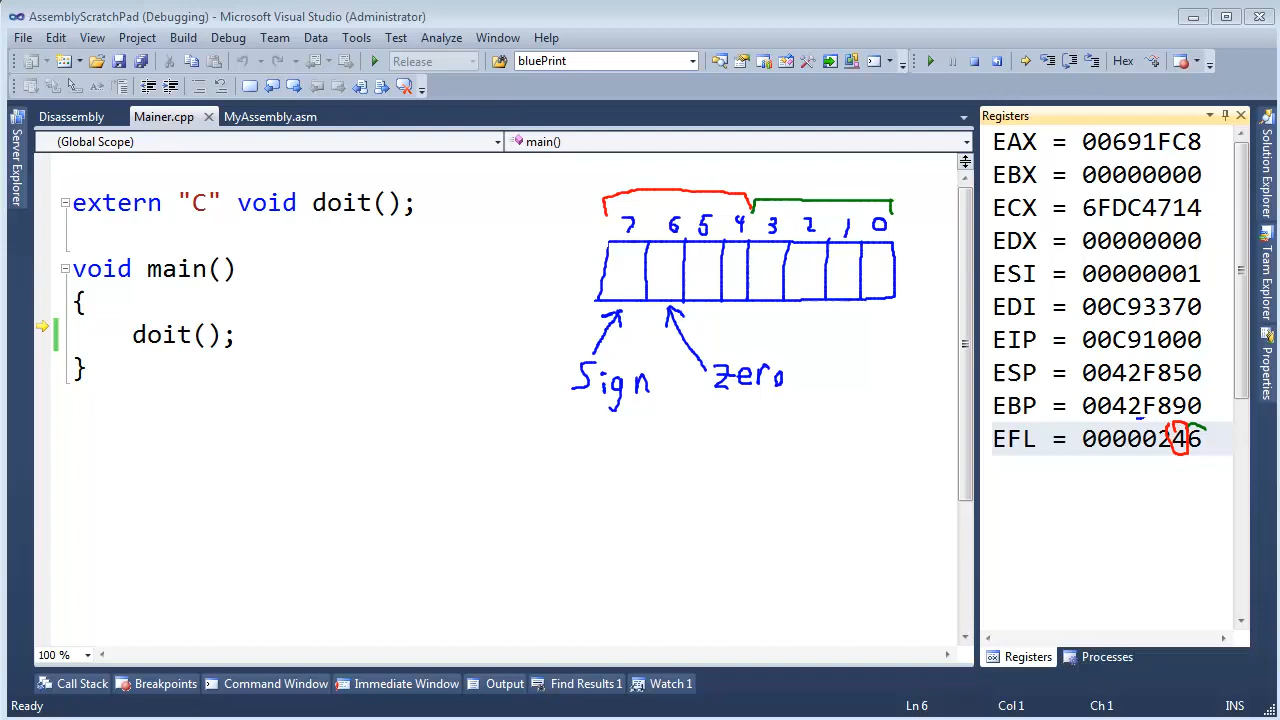 AssemblyScratchPad (Debugging) - Microsoft Visual Studio (Administrator)
File Edit View Project Build Debug Team Data Tools Test Analyze Window Help
Release bluePrint Hex
Disassembly Mainer.cpp MyAssembly.asm
(Global Scope) main()
Server Explorer
extern "C" void doit();
void main()
{
doit();
}
7 6 5 4 3 2 1 0
Sign Zero
100 %
Registers
EAX = 00691FC8
EBX = 00000000
ECX = 6FDC4714
EDX = 00000000
ESI = 00000001
EDI = 00C93370
EIP = 00C91000
ESP = 0042F850
EBP = 0042F890
EFL = 00000246
Solution Explorer
Team Explorer
Properties
Registers Processes
Call Stack Breakpoints Command Window Immediate Window Output Find Results 1 Watch 1
Ready Ln 6 Col 1 Ch 1 INS